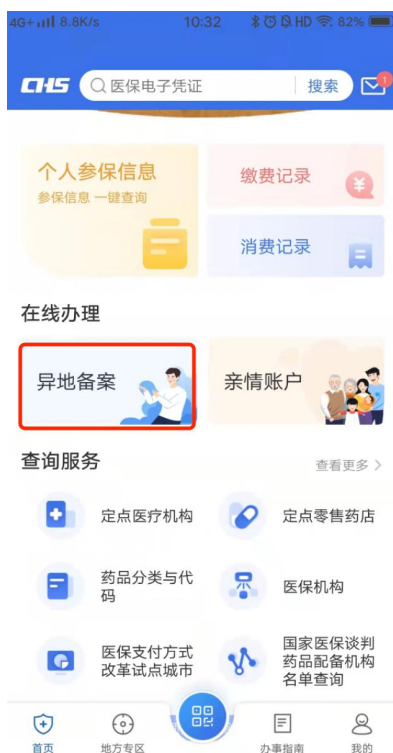 4G+ 8.8K/s 10:32 HD 82%
CHS 医保电子凭证 搜索 1
个人参保信息
参保信息 一键查询
缴费记录
消费记录
在线办理
异地备案 亲情账户
查询服务 查看更多 >
定点医疗机构 定点零售药店
药品分类与代
码
医保机构
医保支付方式
改革试点城市
国家医保谈判
药品配备机构
名单查询
首页 地方专区 办事指南 我的